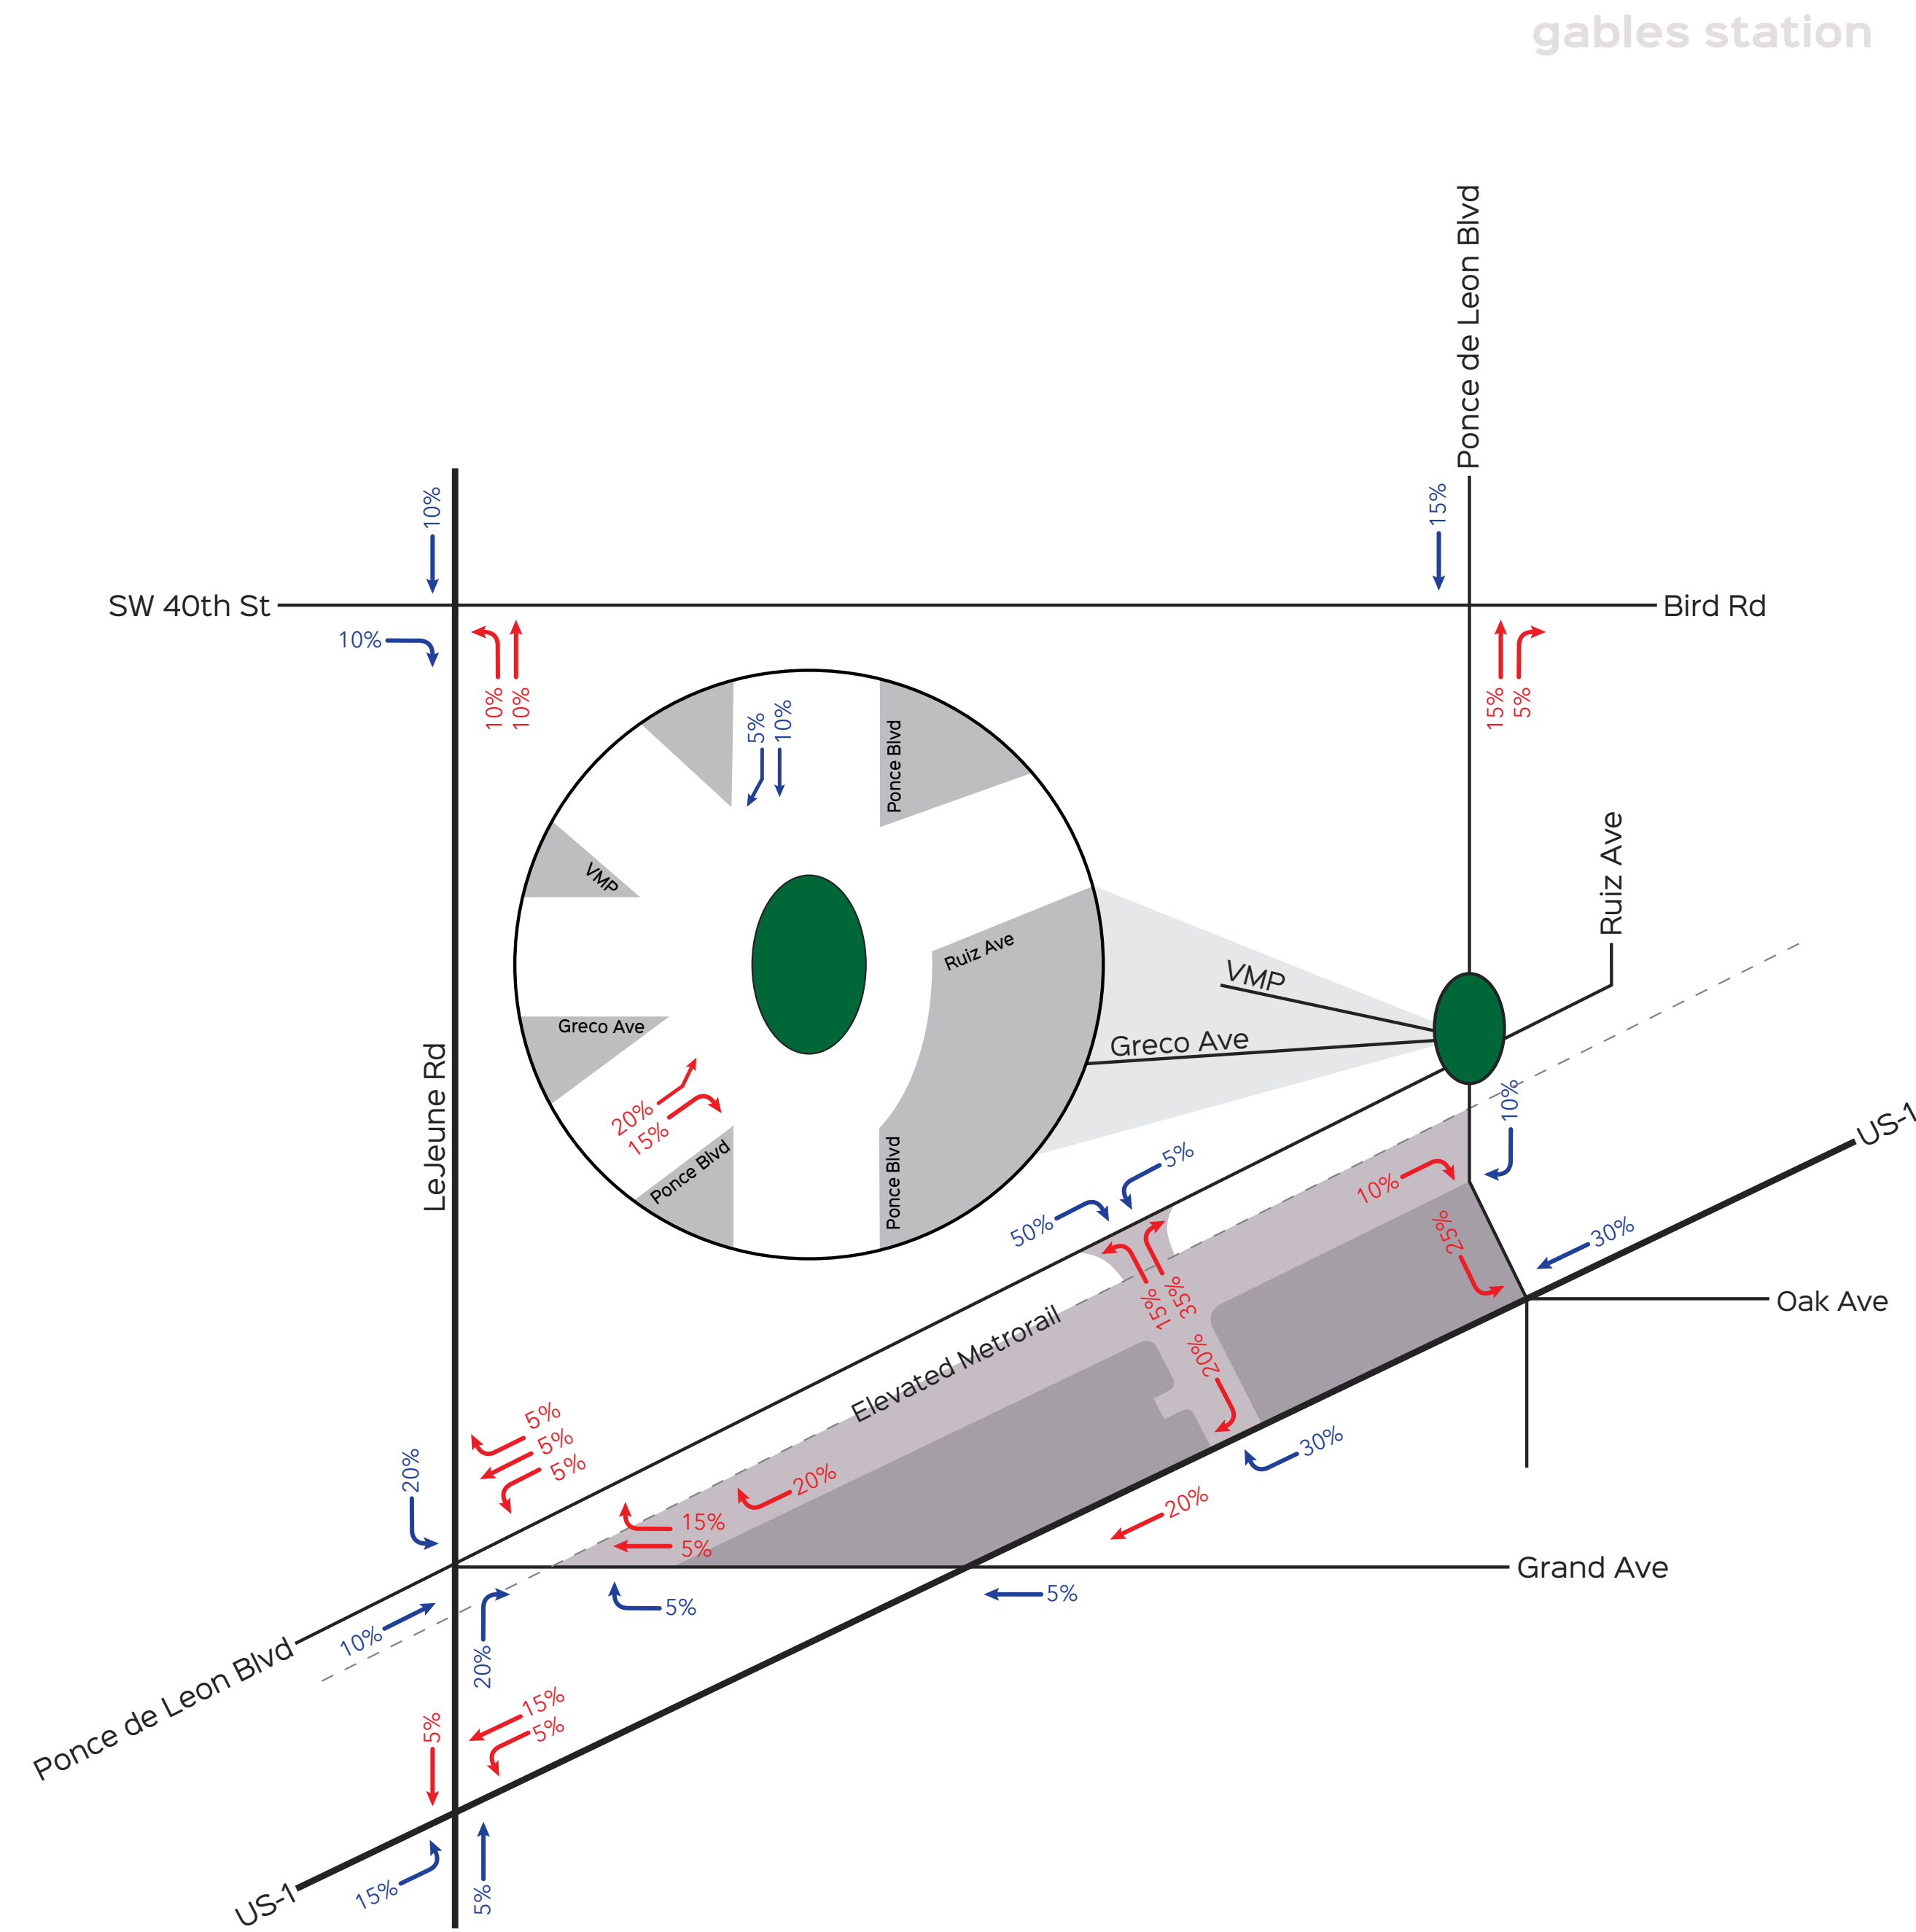 gables station
Ponce de Leon Blvd
10%
15%
SW 40th St
Bird Rd
10%
10%
10%
15%
5%
5%
10%
Ponce Blvd
VMP
Ruiz Ave
Ruiz Ave
VMP
Greco Ave
Greco Ave
LeJeune Rd
20%
15%
Ponce Blvd
Ponce Blvd
10%
US-1
5%
50%
10%
25%
30%
15%
35%
Oak Ave
20%
Elevated Metrorail
5%
5%
5%
20%
20%
30%
20%
15%
5%
Grand Ave
5%
5%
10%
20%
Ponce de Leon Blvd
5%
15%
5%
US-1
15%
5%